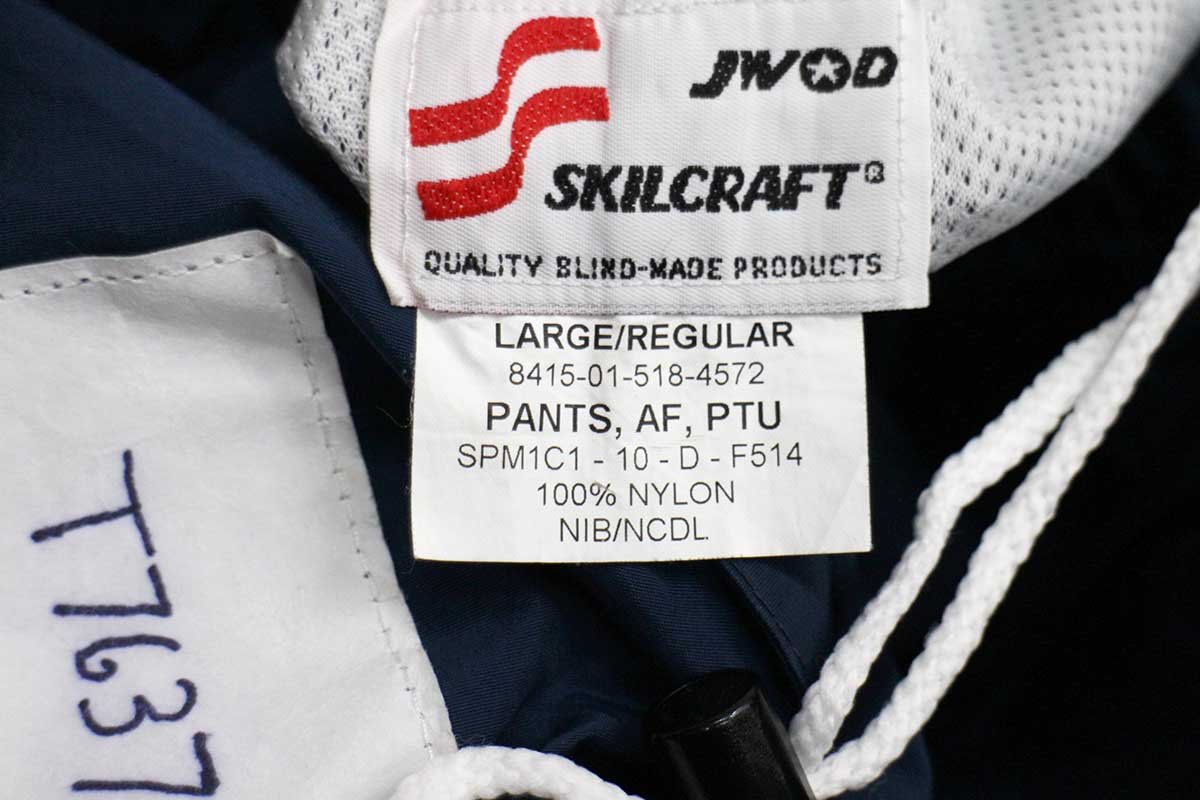 JWOD
SKILCRAFT®
QUALITY BLIND-MADE PRODUCTS
LARGE/REGULAR
8415-01-518-4572
PANTS, AF, PTU
SPM1C1 - 10 - D - F514
100% NYLON
NIB/NCDL
T7637